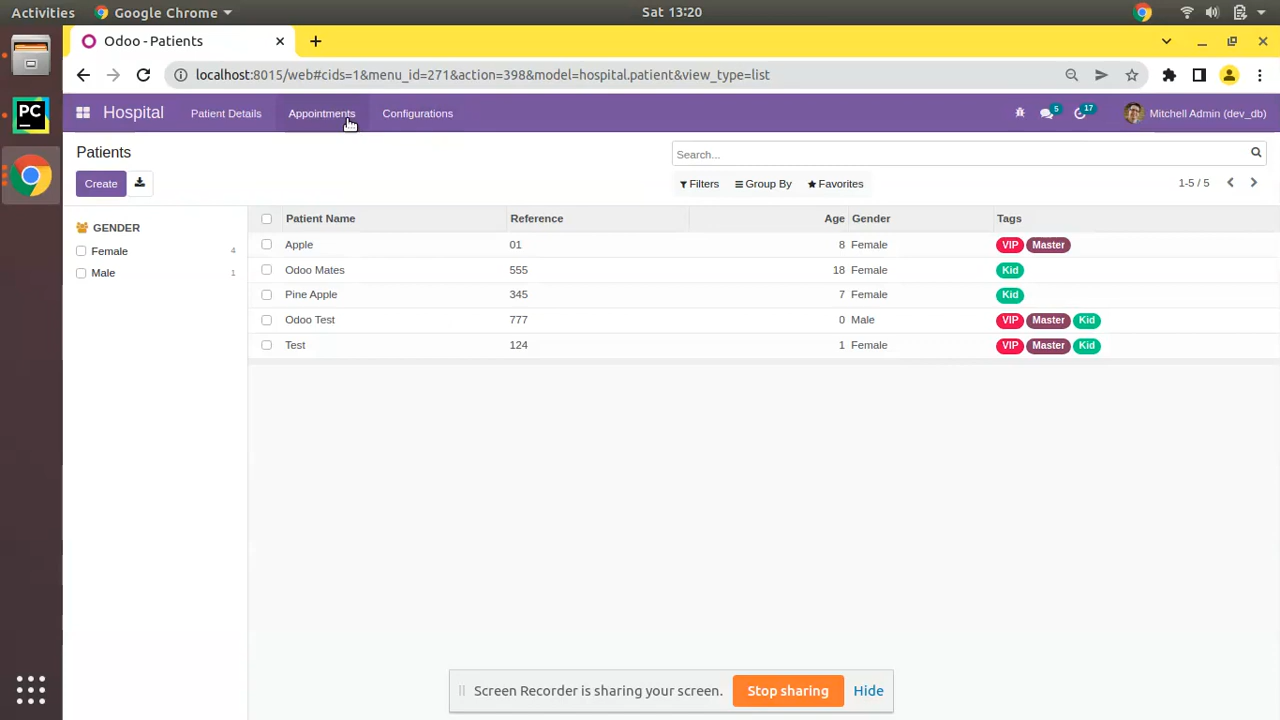 Activities Google Chrome Sat 13:20
Odoo - Patients
localhost:8015/web#cids=1&menu_id=271&action=398&model=hospital.patient&view_type=list
Hospital Patient Details Appointments Configurations 5 17 Mitchell Admin (dev_db)
Patients Search...
Create Filters Group By Favorites 1-5 / 5
GENDER
Female 4
Male 1
Patient Name Reference Age Gender Tags
Apple 01 8 Female VIP Master
Odoo Mates 555 18 Female Kid
Pine Apple 345 7 Female Kid
Odoo Test 777 0 Male VIP Master Kid
Test 124 1 Female VIP Master Kid
PC
Screen Recorder is sharing your screen. Stop sharing Hide